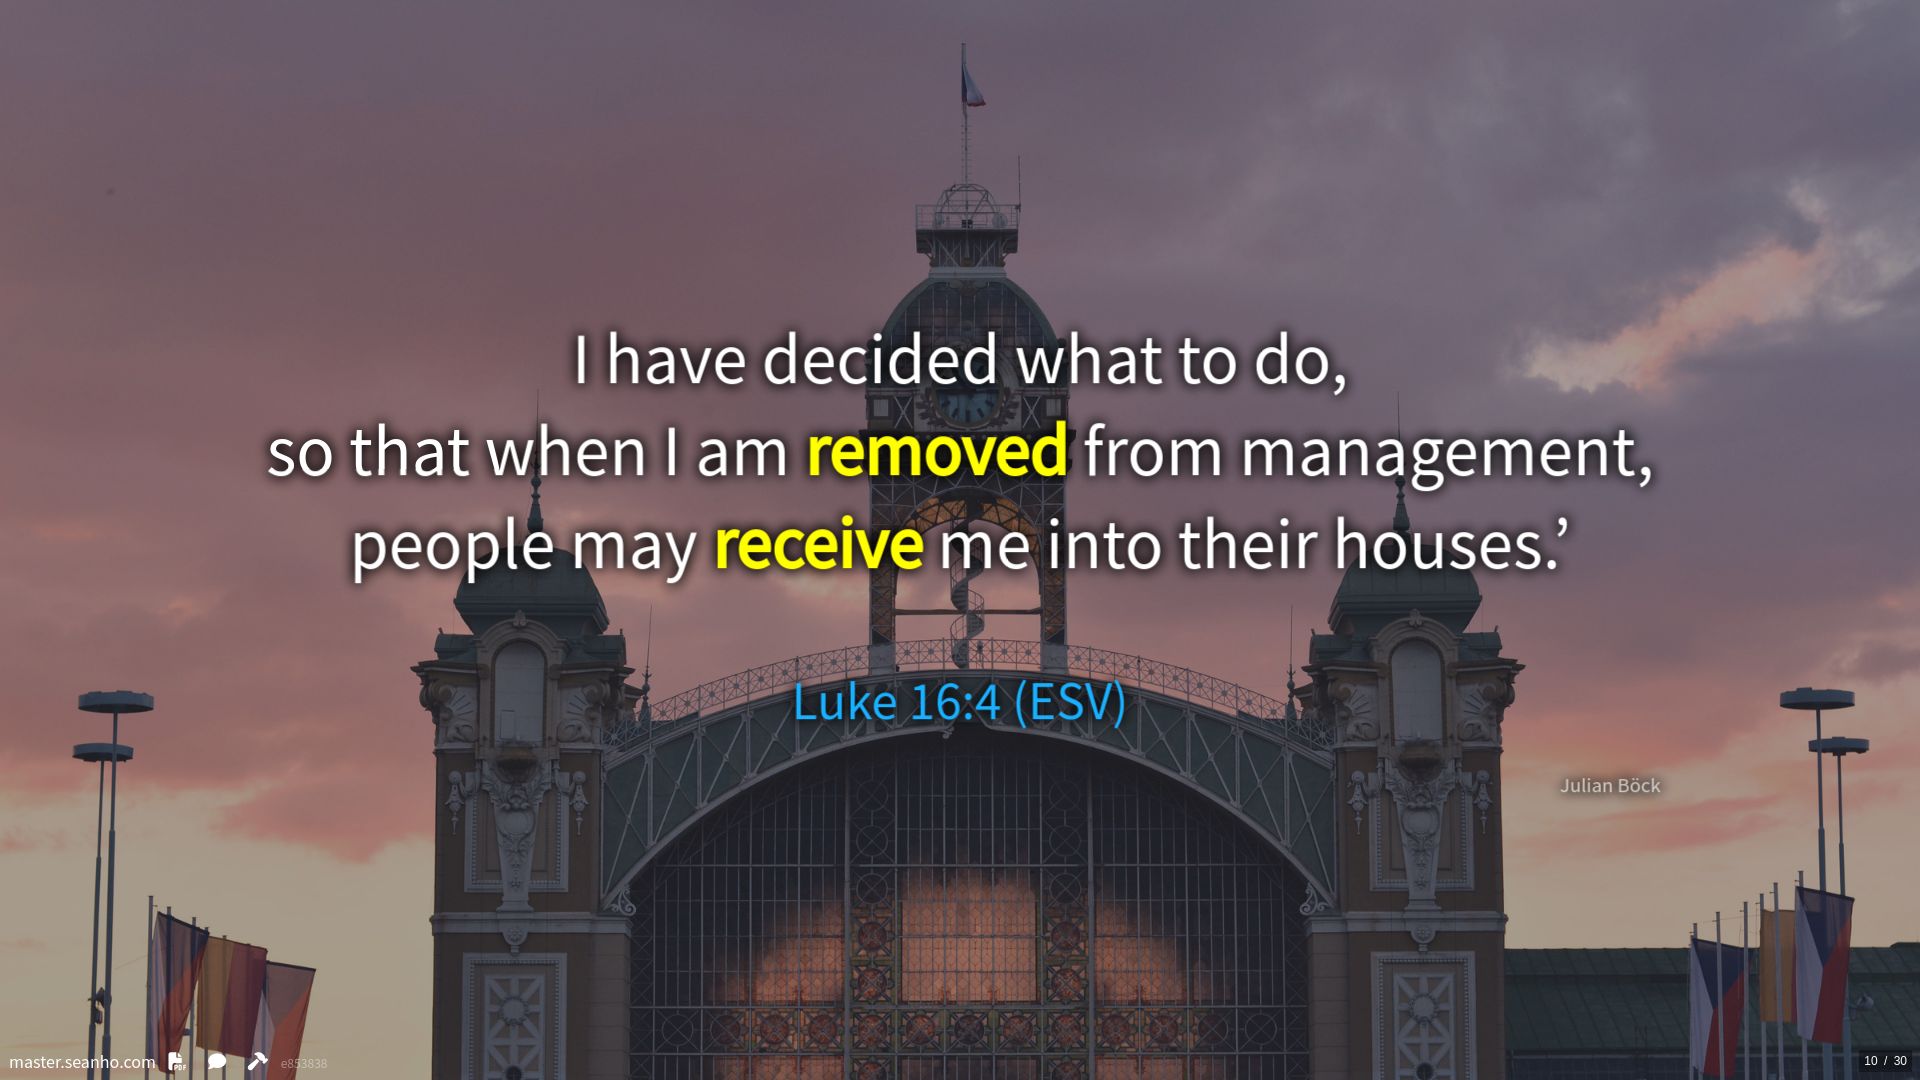 I have decided what to do,
so that when I am removed from management,
people may receive me into their houses.’
Luke 16:4 (ESV)
Julian Böck
master.seanho.com
PDF
e853838
10 / 30